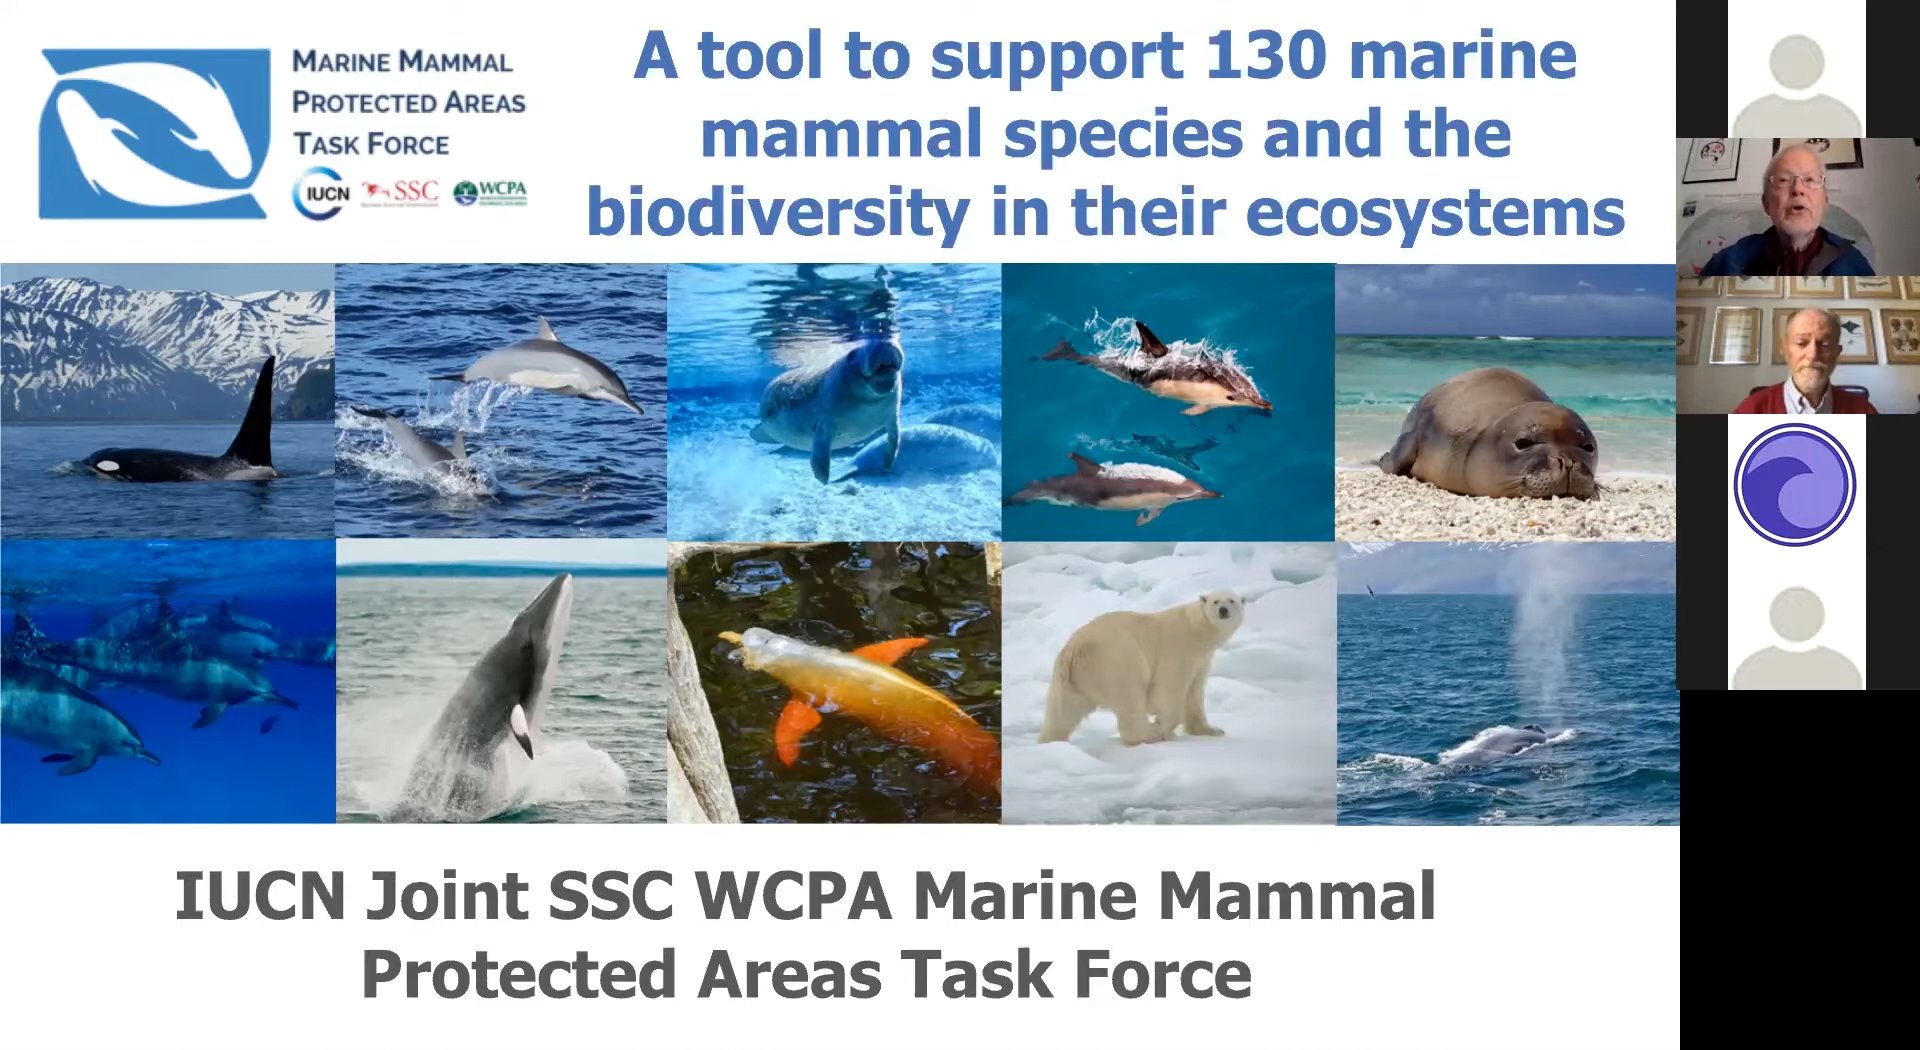 MARINE MAMMAL
PROTECTED AREAS
TASK FORCE
IUCN SSC WCPA
A tool to support 130 marine
mammal species and the
biodiversity in their ecosystems
IUCN Joint SSC WCPA Marine Mammal
Protected Areas Task Force